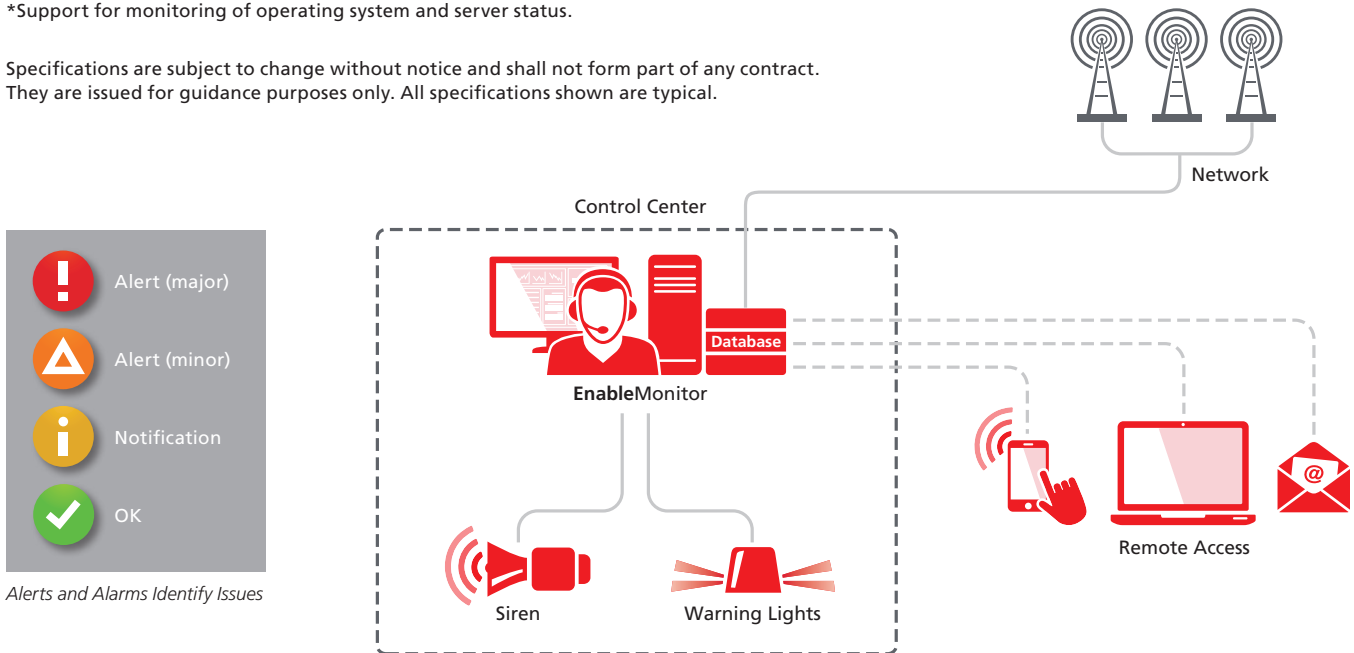 *Support for monitoring of operating system and server status.
Specifications are subject to change without notice and shall not form part of any contract.
They are issued for guidance purposes only. All specifications shown are typical.
Network
Control Center
Alert (major)
Alert (minor)
Notification
OK
Alerts and Alarms Identify Issues
Database
EnableMonitor
@
Remote Access
Siren
Warning Lights